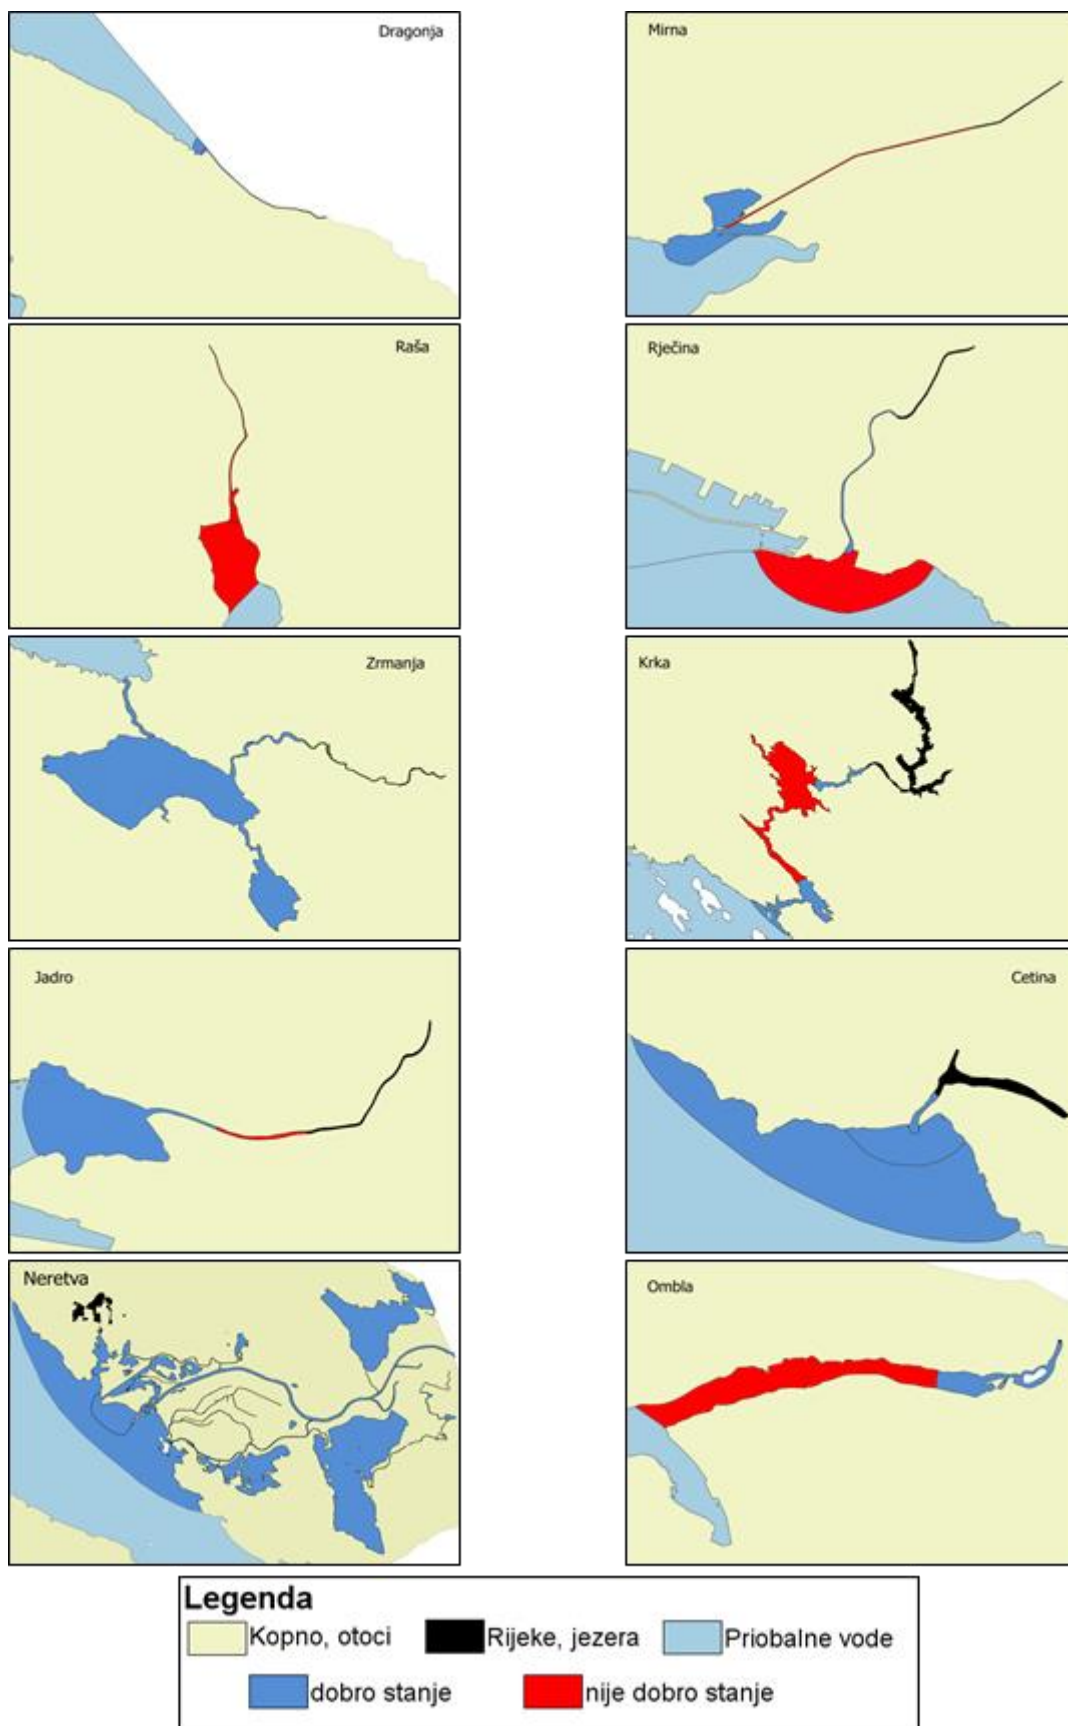 Dragonja
Mirna
Raša
Rječina
Zrmanja
Krka
Jadro
Cetina
Neretva
Ombla
Legenda
Kopno, otoci
Rijeke, jezera
Priobalne vode
dobro stanje
nije dobro stanje